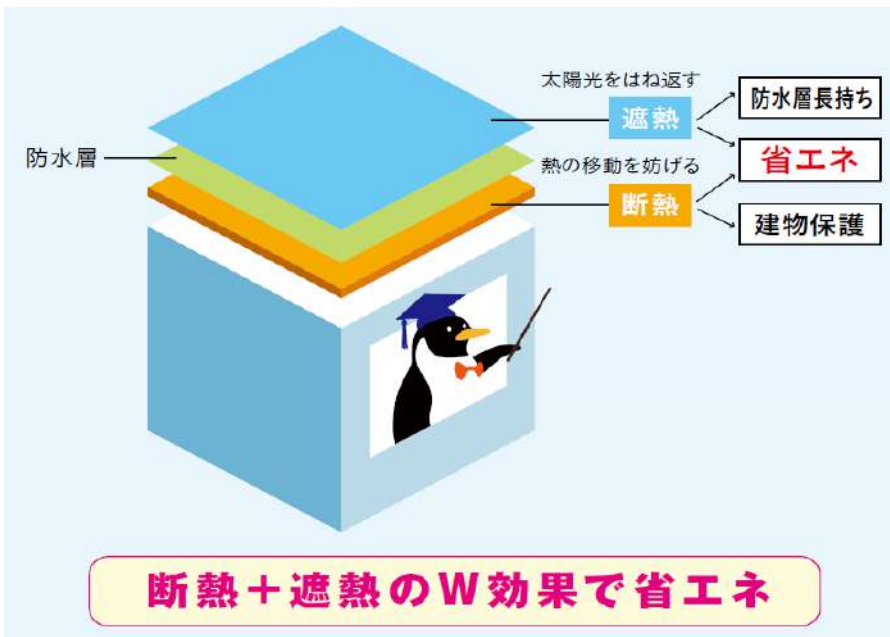 太陽光をはね返す
遮熱
防水層長持ち
防水層
熱の移動を妨げる
省エネ
断熱
建物保護
断熱＋遮熱のW効果で省エネ